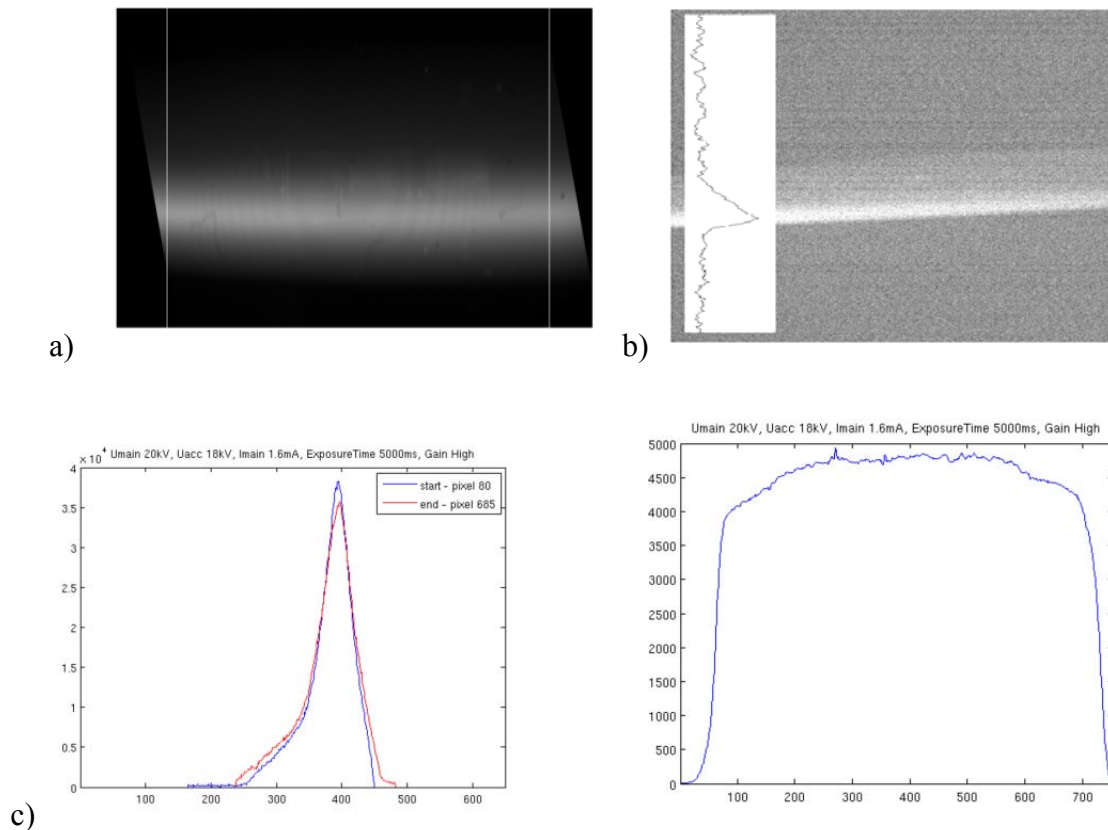 a)
b)
Umain 20kV, Uacc 18kV, Imain 1.6mA, ExposureTime 5000ms, Gain High
×10⁴
4
3.5
3
2.5
2
1.5
1
0.5
0
100 200 300 400 500 600
start - pixel 80
end - pixel 685
c)
Umain 20kV, Uacc 18kV, Imain 1.6mA, ExposureTime 5000ms, Gain High
5000
4500
4000
3500
3000
2500
2000
1500
1000
500
0
100 200 300 400 500 600 700